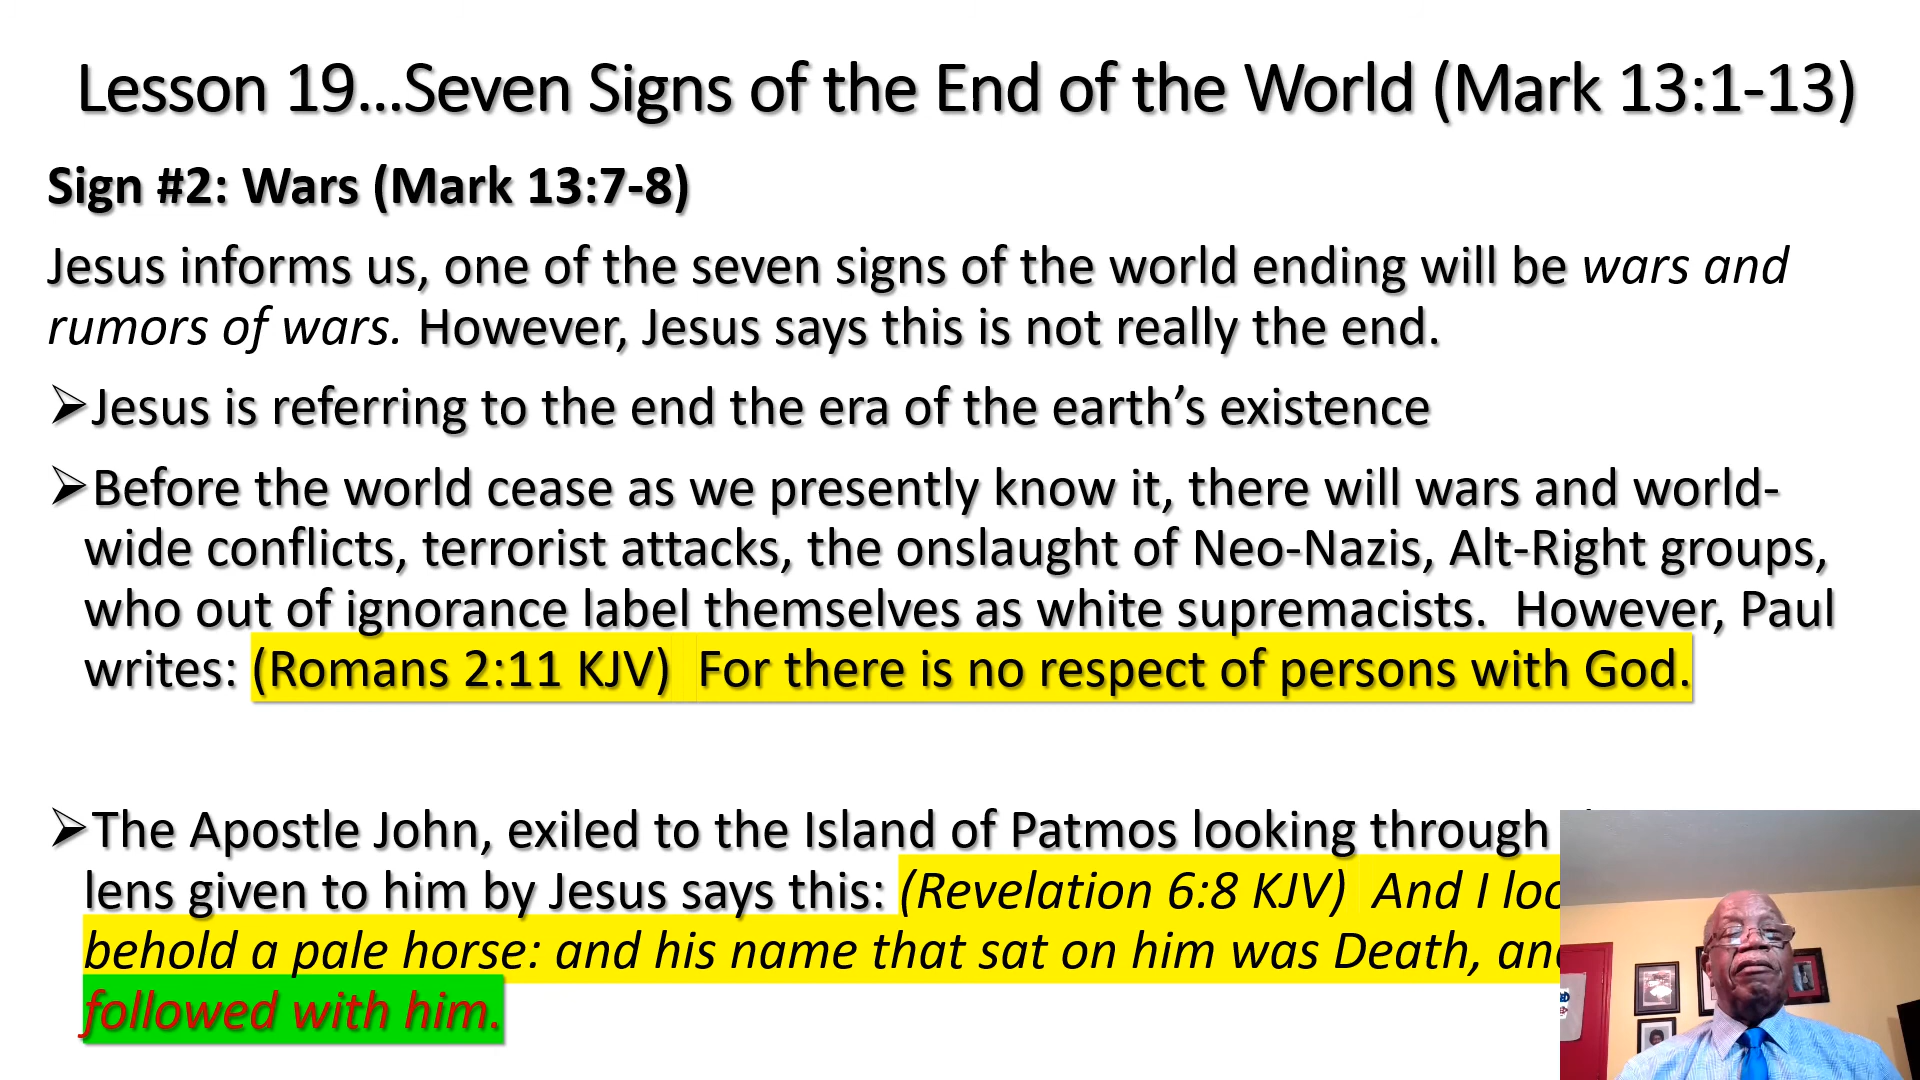 Lesson 19...Seven Signs of the End of the World (Mark 13:1-13)
Sign #2: Wars (Mark 13:7-8)
Jesus informs us, one of the seven signs of the world ending will be wars and
rumors of wars. However, Jesus says this is not really the end.
➢Jesus is referring to the end the era of the earth’s existence
➢Before the world cease as we presently know it, there will wars and world-
wide conflicts, terrorist attacks, the onslaught of Neo-Nazis, Alt-Right groups,
who out of ignorance label themselves as white supremacists. However, Paul
writes: (Romans 2:11 KJV) For there is no respect of persons with God.
➢The Apostle John, exiled to the Island of Patmos looking through
lens given to him by Jesus says this: (Revelation 6:8 KJV) And I
behold a pale horse: and his name that sat on him was Death,
followed with him.